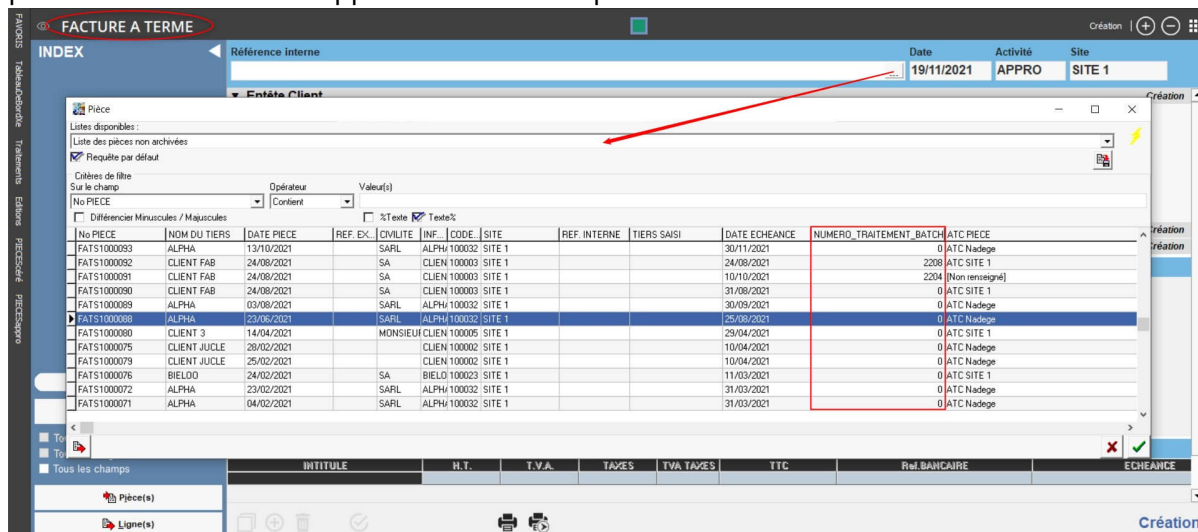 FACTURE A TERME
Création
FAVORIS TableauDeBordXe Traitements Editions PIECEScéré PIECESappro
INDEX
Référence interne Date Activité Site
... 19/11/2021 APPRO SITE 1
Entête Client Création
Pièce
Listes disponibles :
Liste des pièces non archivées
Requête par défaut
Critères de filtre
Sur le champ Opérateur Valeur(s)
No PIECE Contient
Différencier Minuscules / Majuscules %Texte Texte%
No PIECE NOM DU TIERS DATE PIECE REF. EX... CIVILITE INF... CODE... SITE REF. INTERNE TIERS SAISI DATE ECHEANCE NUMERO_TRAITEMENT_BATCH ATC PIECE
FATS1000093 ALPHA 13/10/2021 SARL ALPH/ 100032 SITE 1 30/11/2021 0 ATC Nadege
FATS1000092 CLIENT FAB 24/08/2021 SA CLIEN 100003 SITE 1 24/08/2021 2208 ATC SITE 1
FATS1000091 CLIENT FAB 24/08/2021 SA CLIEN 100003 SITE 1 10/10/2021 2204 [Non renseigné]
FATS1000090 CLIENT FAB 24/08/2021 SA CLIEN 100003 SITE 1 31/08/2021 0 ATC SITE 1
FATS1000089 ALPHA 03/08/2021 SARL ALPH/ 100032 SITE 1 30/09/2021 0 ATC Nadege
FATS1000088 ALPHA 23/06/2021 SARL ALPH/ 100032 SITE 1 25/08/2021 0 ATC Nadege
FATS1000080 CLIENT 3 14/04/2021 MONSIEUR CLIEN 100005 SITE 1 29/04/2021 0 ATC SITE 1
FATS1000079 CLIENT JUCLE 28/02/2021 CLIEN 100002 SITE 1 10/04/2021 0 ATC Nadege
FATS1000075 CLIENT JUCLE 25/02/2021 CLIEN 100002 SITE 1 10/04/2021 0 ATC Nadege
FATS1000076 BIELOO 24/02/2021 SA BIELO 100023 SITE 1 11/03/2021 0 ATC SITE 1
FATS1000072 ALPHA 23/02/2021 SARL ALPH/ 100032 SITE 1 31/03/2021 0 ATC Nadege
FATS1000071 ALPHA 04/02/2021 SARL ALPH/ 100032 SITE 1 31/03/2021 0 ATC Nadege
Création
Création
Tous les champs
INTITULE H.T. T.V.A. TAXES TVA TAXES TTC Rel.BANCAIRE ECHEANCE
Pièce(s)
Ligne(s)
Création